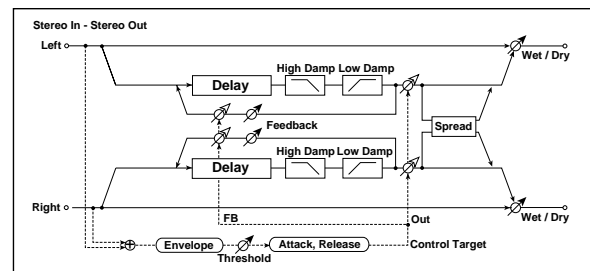 Stereo In - Stereo Out
Left
Wet / Dry
High Damp Low Damp
Delay
Feedback
Spread
High Damp Low Damp
Delay
Right
FB
Out
Wet / Dry
Envelope
Threshold
Attack, Release
Control Target